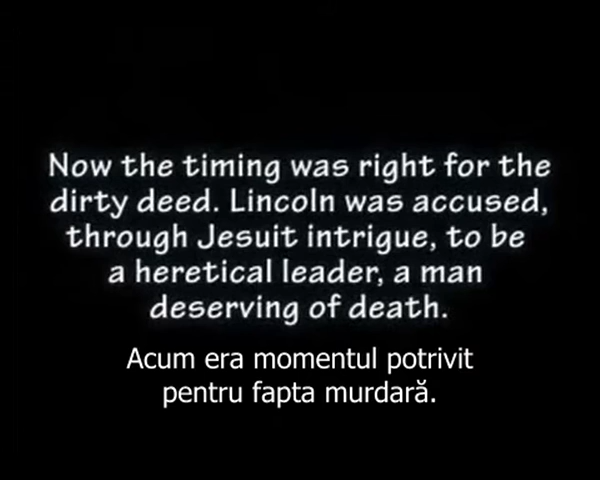 Now the timing was right for the
dirty deed. Lincoln was accused,
through Jesuit intrigue, to be
a heretical leader, a man
deserving of death.
Acum era momentul potrivit
pentru fapta murdară.